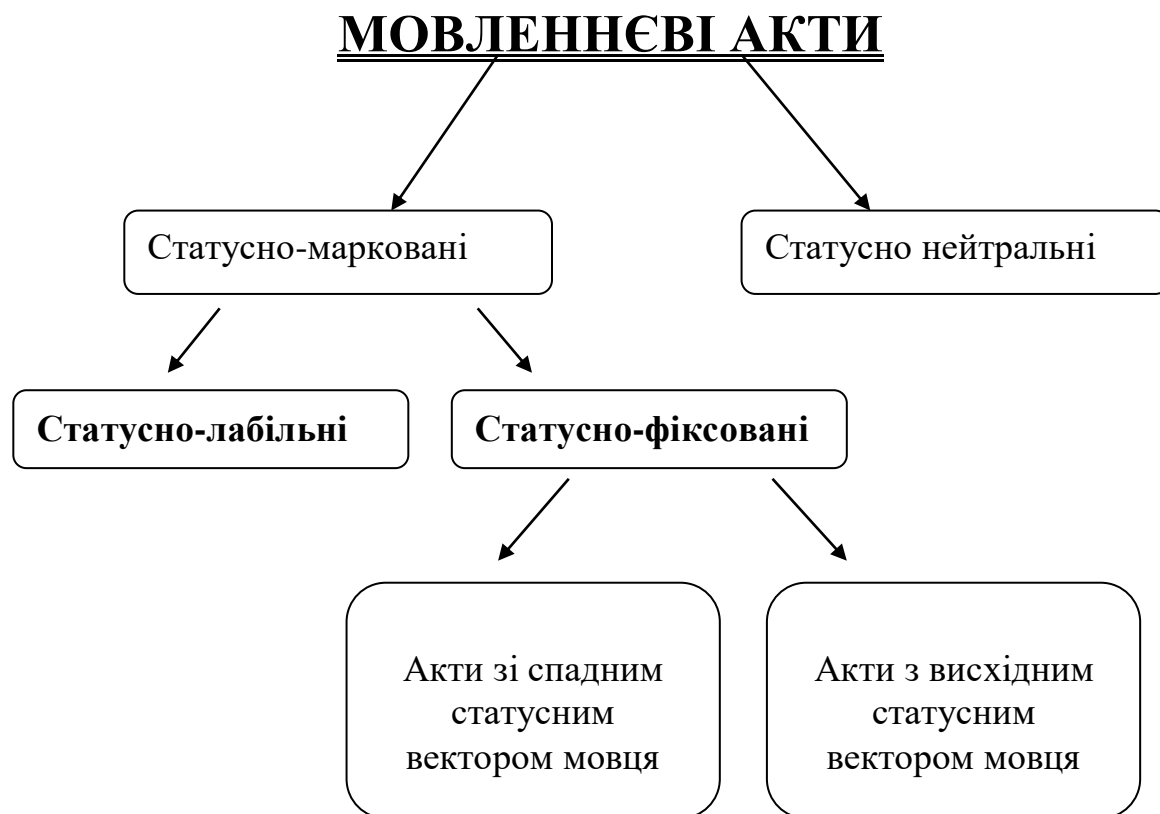 МОВЛЕННЄВІ АКТИ
Статусно-марковані
Статусно нейтральні
Статусно-лабільні
Статусно-фіксовані
Акти зі спадним
статусним
вектором мовця
Акти з висхідним
статусним
вектором мовця